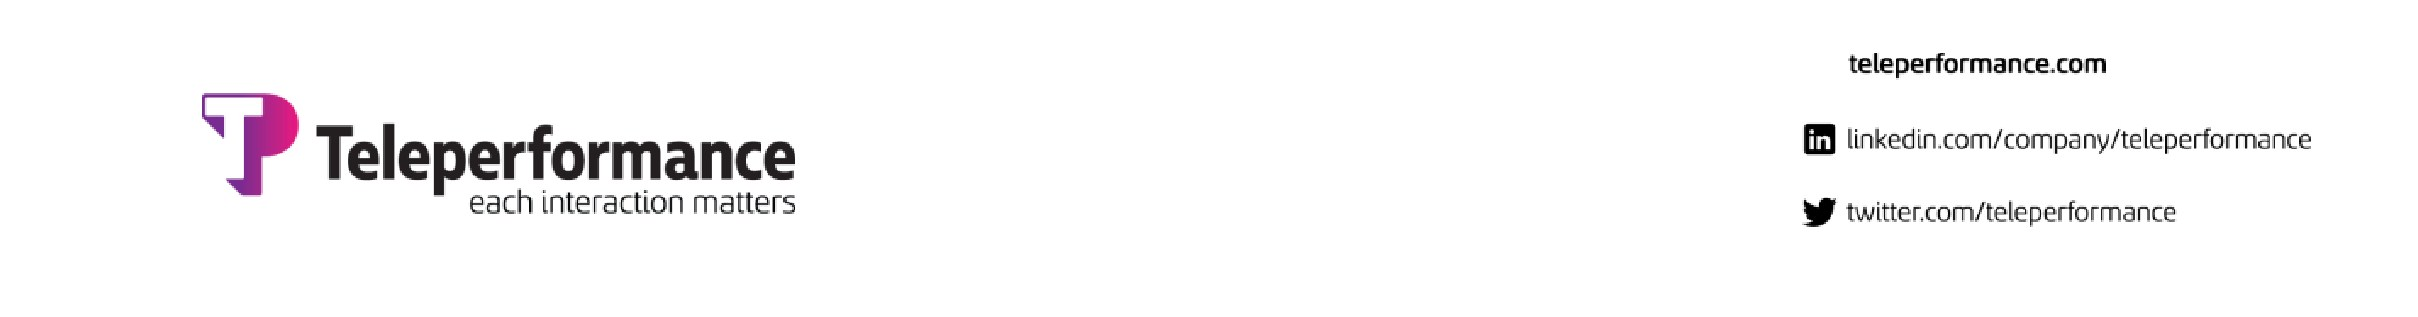 Teleperformance
each interaction matters
teleperformance.com
linkedin.com/company/teleperformance
twitter.com/teleperformance